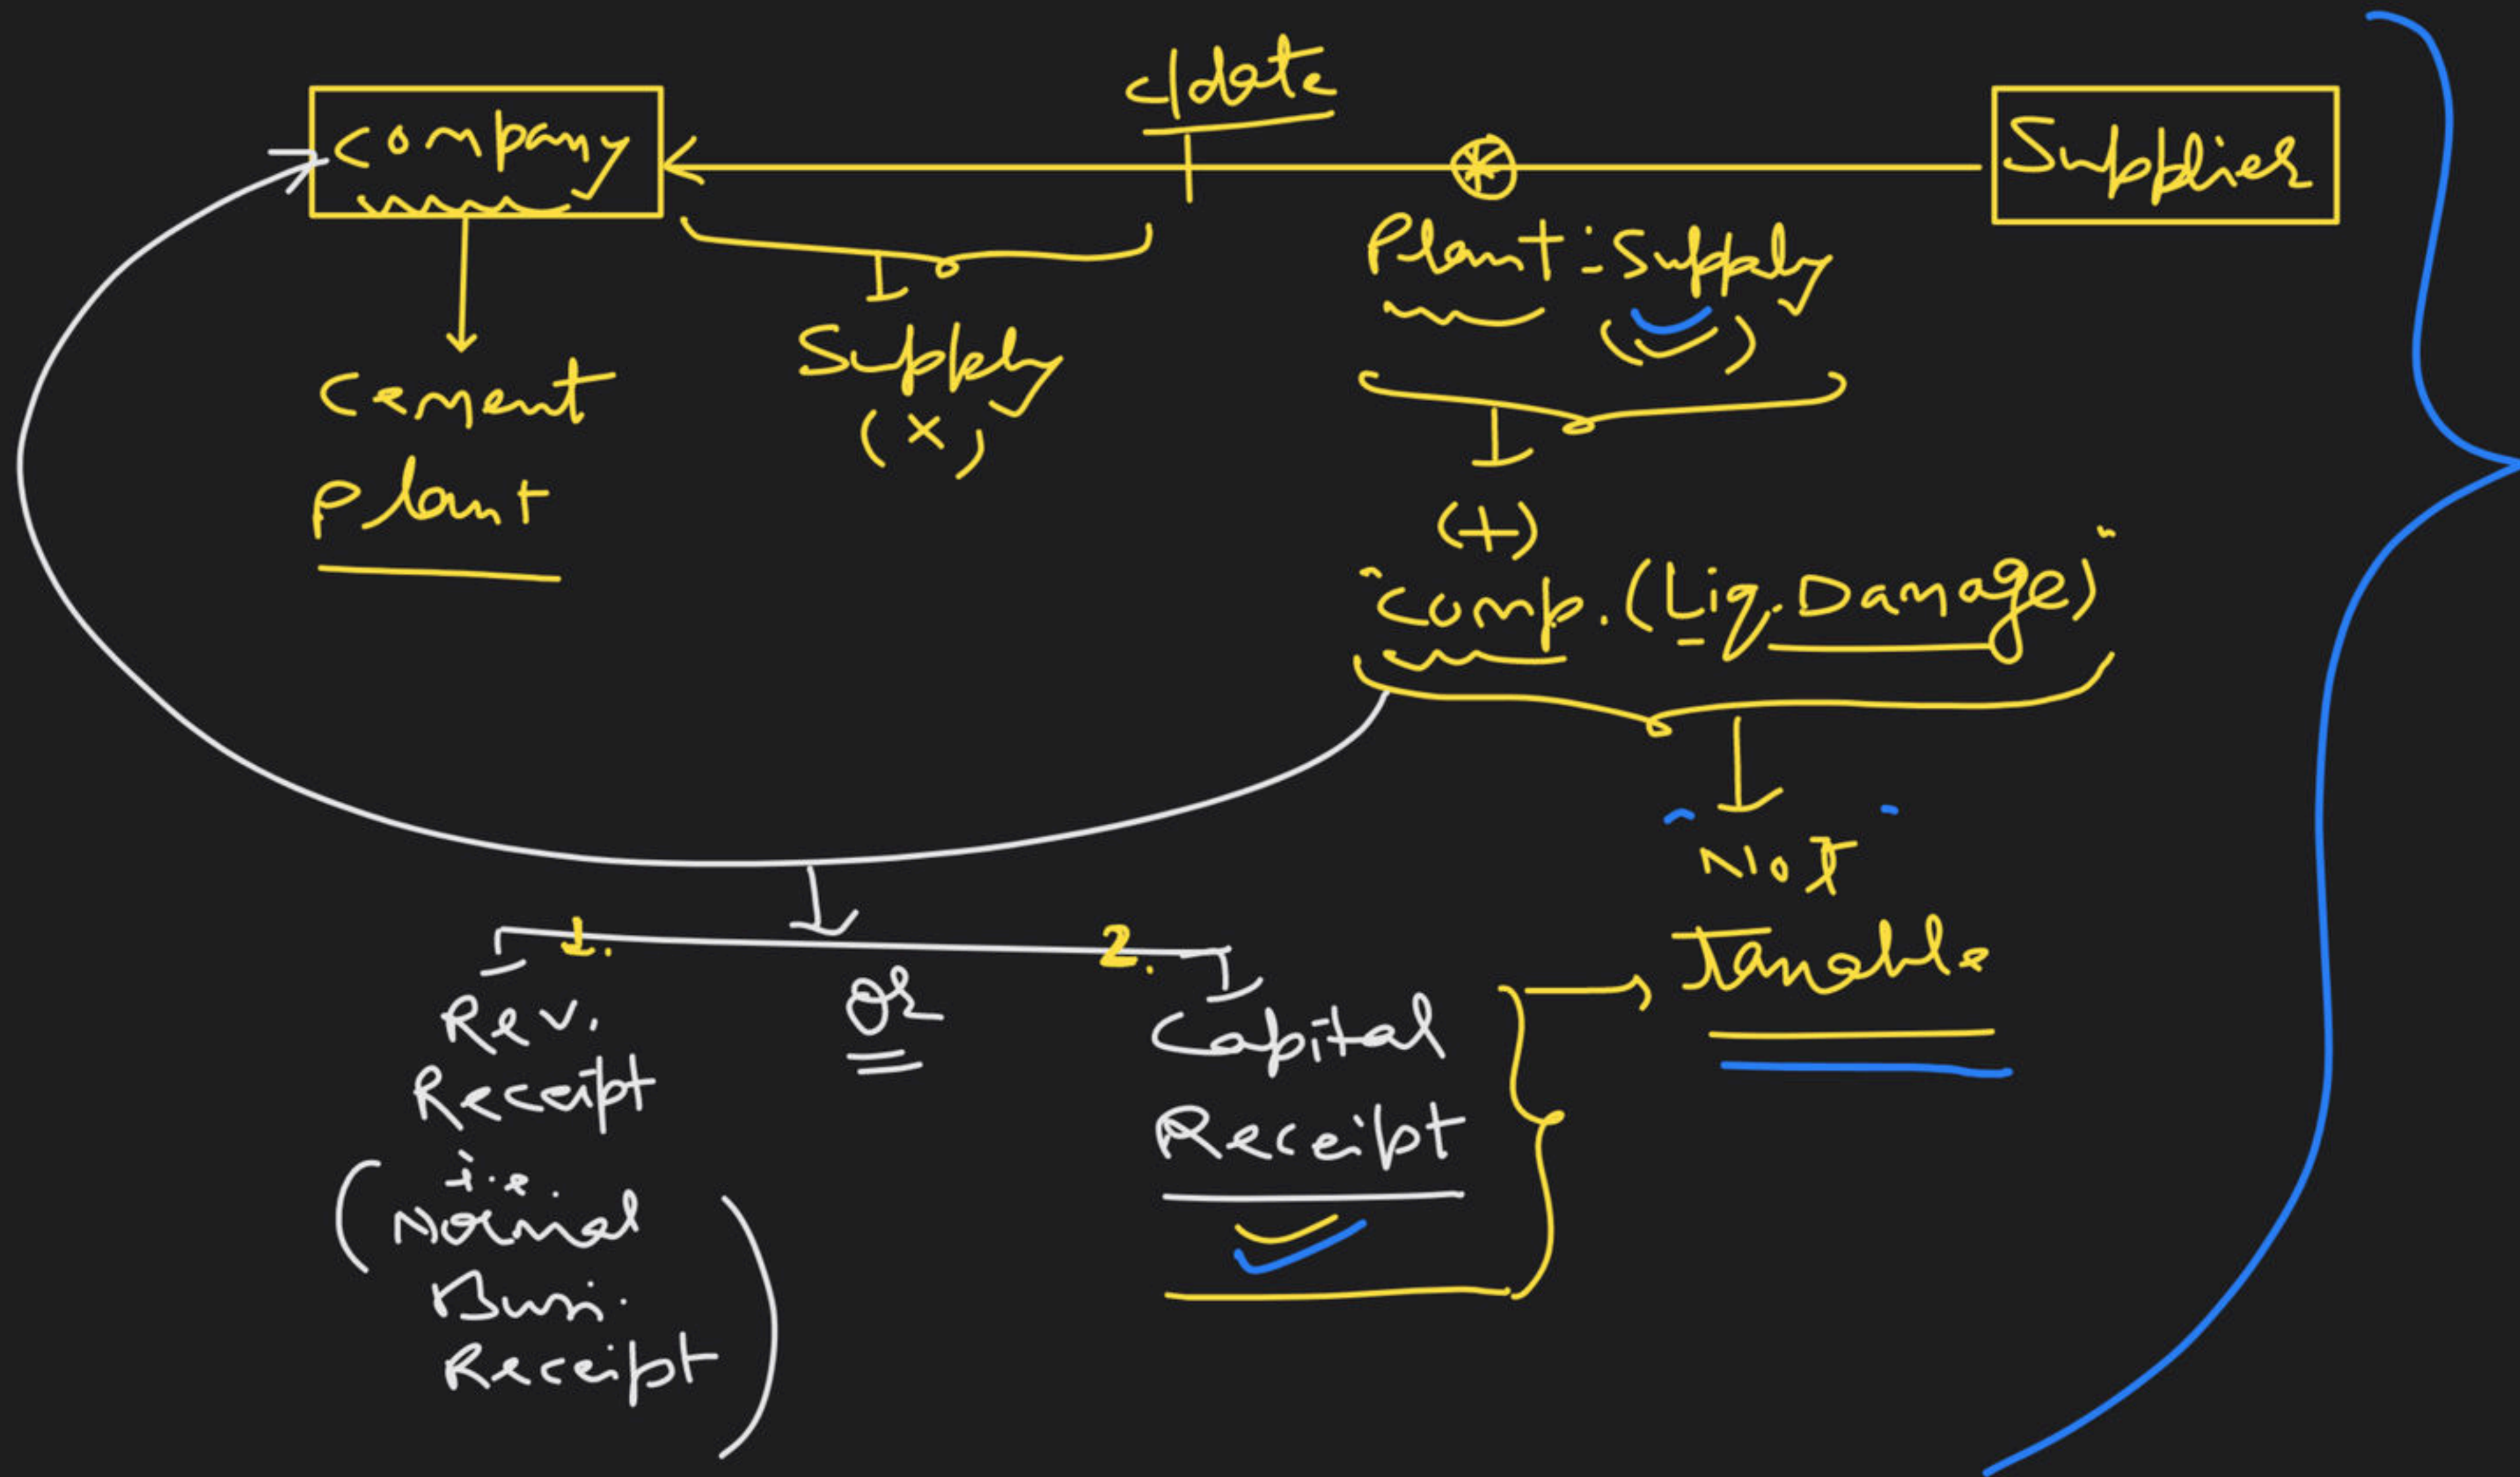 Company
c/date
Supplier
Cement
Plant
Supply
(×)
Plant :- Supply
(+)
"Comp. (Liq. Damage)"
"Not
Taxable"
1.
2.
Rev.
Receipt
i.e.
(Normal
Busi.
Receipt)
Or
Capital
Receipt